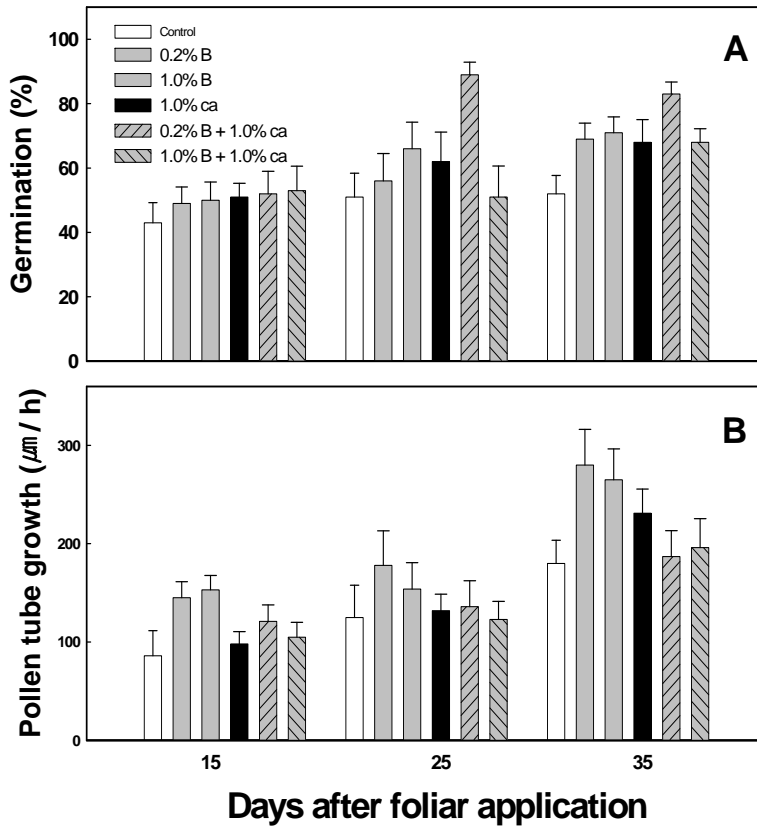 A
Control
0.2% B
1.0% B
1.0% ca
0.2% B + 1.0% ca
1.0% B + 1.0% ca
Germination (%)
100
80
60
40
20
0
B
Pollen tube growth (㎛ / h)
300
200
100
0
15 25 35
Days after foliar application